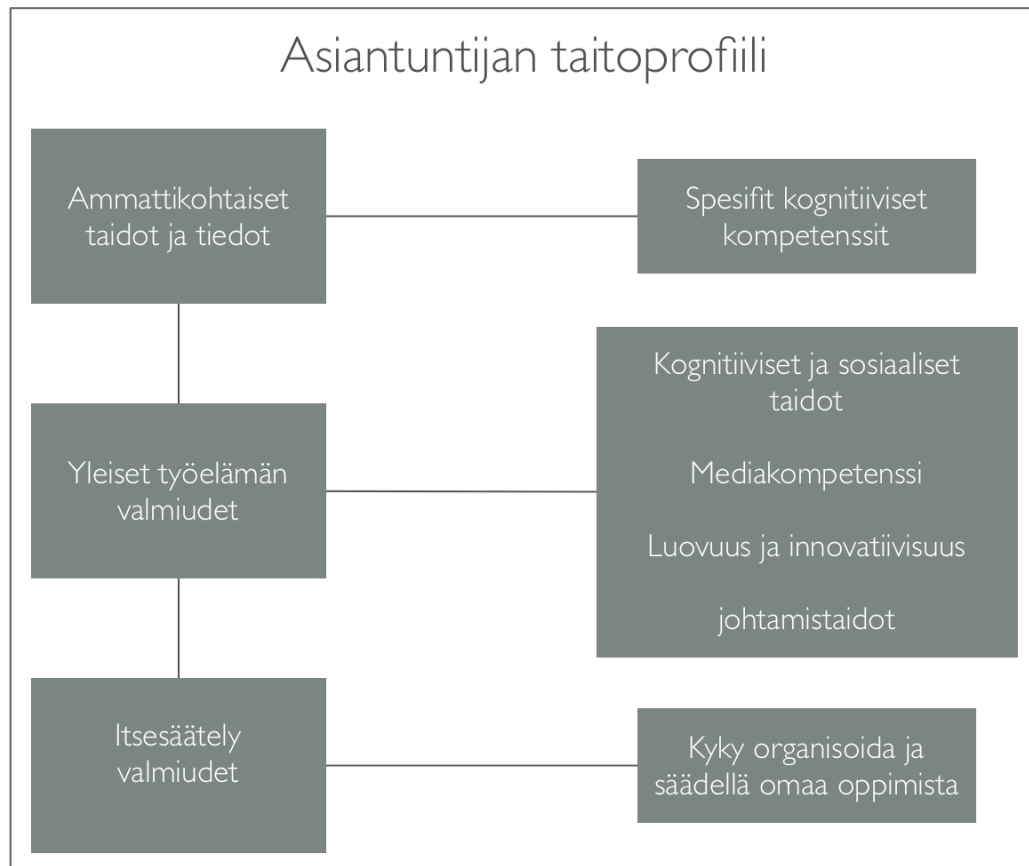 Asiantuntijan taitoprofiili
Ammattikohtaiset
taidot ja tiedot
Spesifit kognitiiviset
kompetenssit
Yleiset työelämän
valmiudet
Kognitiiviset ja sosiaaliset
taidot
Mediakompetenssi
Luovuus ja innovatiivisuus
johtamistaidot
Itsesäätely
valmiudet
Kyky organisoida ja
säädellä omaa oppimista